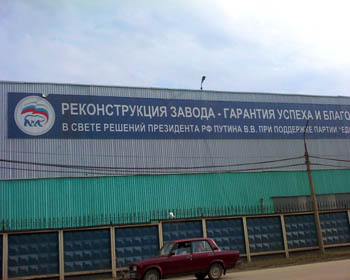 РЕКОНСТРУКЦИЯ ЗАВОДА - ГАРАНТИЯ УСПЕХА И БЛАГО
В СВЕТЕ РЕШЕНИЙ ПРЕЗИДЕНТА РФ ПУТИНА В.В. ПРИ ПОДДЕРЖКЕ ПАРТИИ "ЕД